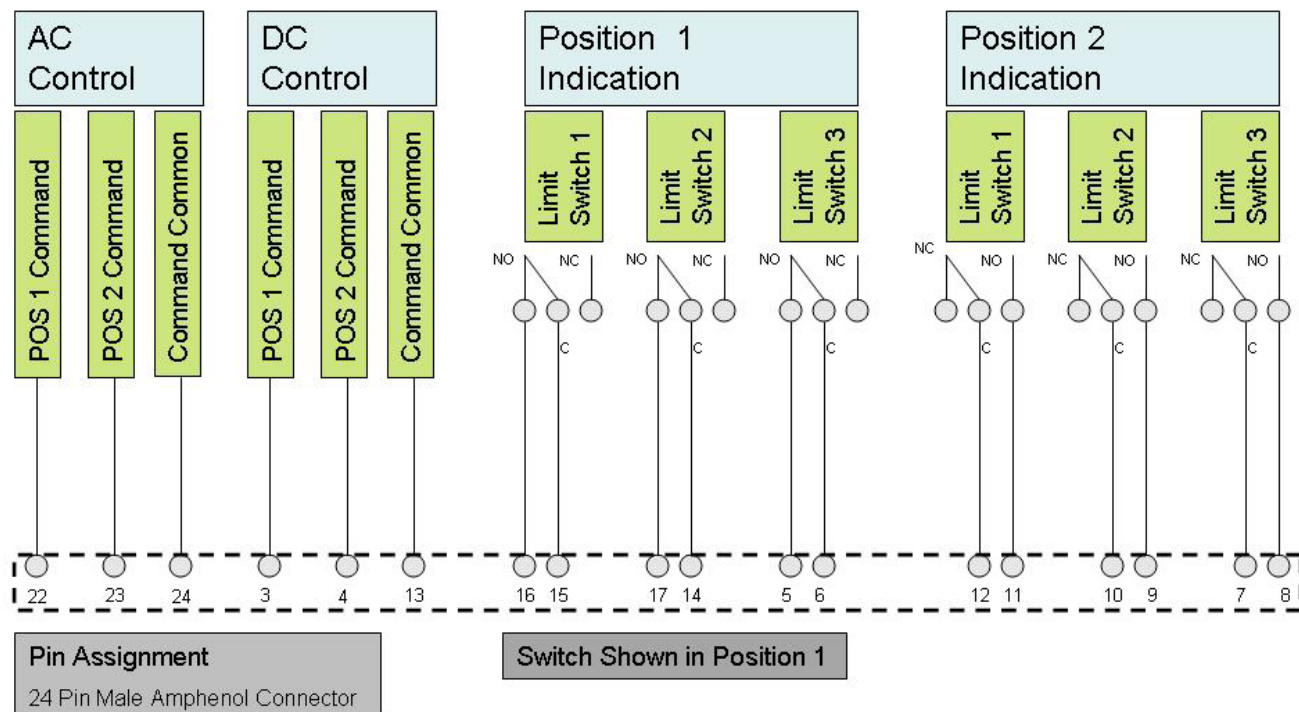 AC
Control
DC
Control
Position 1
Indication
Position 2
Indication
POS 1 Command
POS 2 Command
Command Common
POS 1 Command
POS 2 Command
Command Common
Limit
Switch 1
Limit
Switch 2
Limit
Switch 3
Limit
Switch 1
Limit
Switch 2
Limit
Switch 3
NO NC NO NC NO NC NC NO NC NO NC NO
C C C C C C
22 23 24 3 4 13 16 15 17 14 5 6 12 11 10 9 7 8
Pin Assignment
24 Pin Male Amphenol Connector
Switch Shown in Position 1